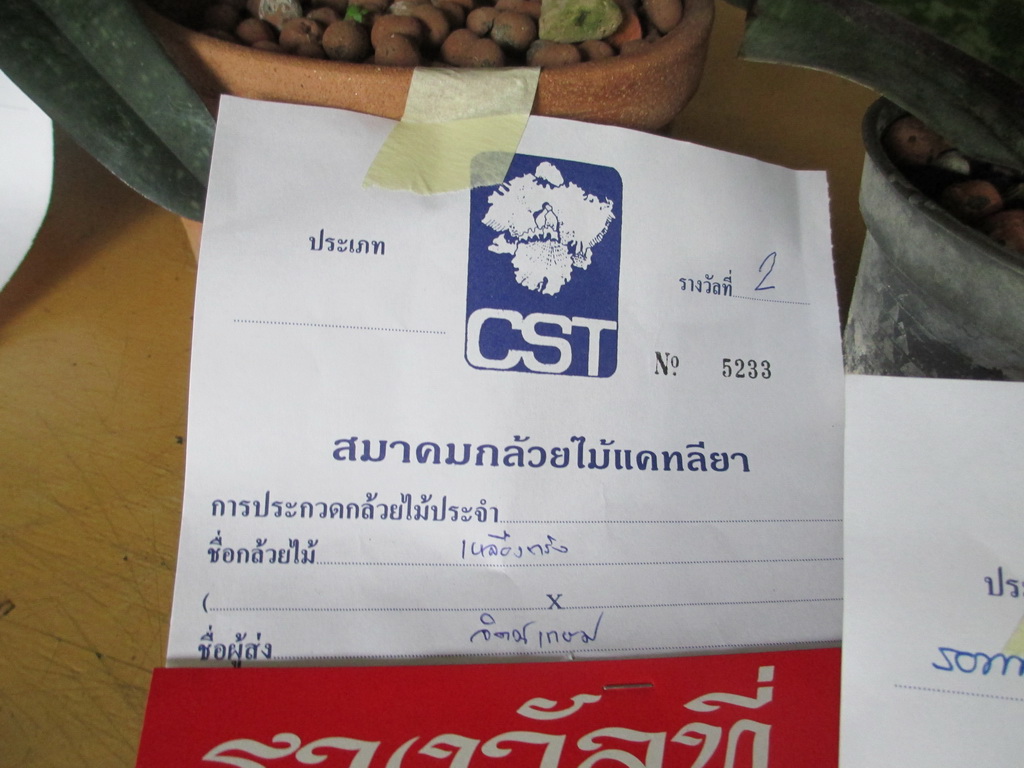 ประเภท
CST
รางวัลที่ 2
Nº 5233
สมาคมกล้วยไม้แคทลียา
การประกวดกล้วยไม้ประจำ
ชื่อกล้วยไม้ เหลืองตรัง
( X
ชื่อผู้ส่ง
รางวัลที่